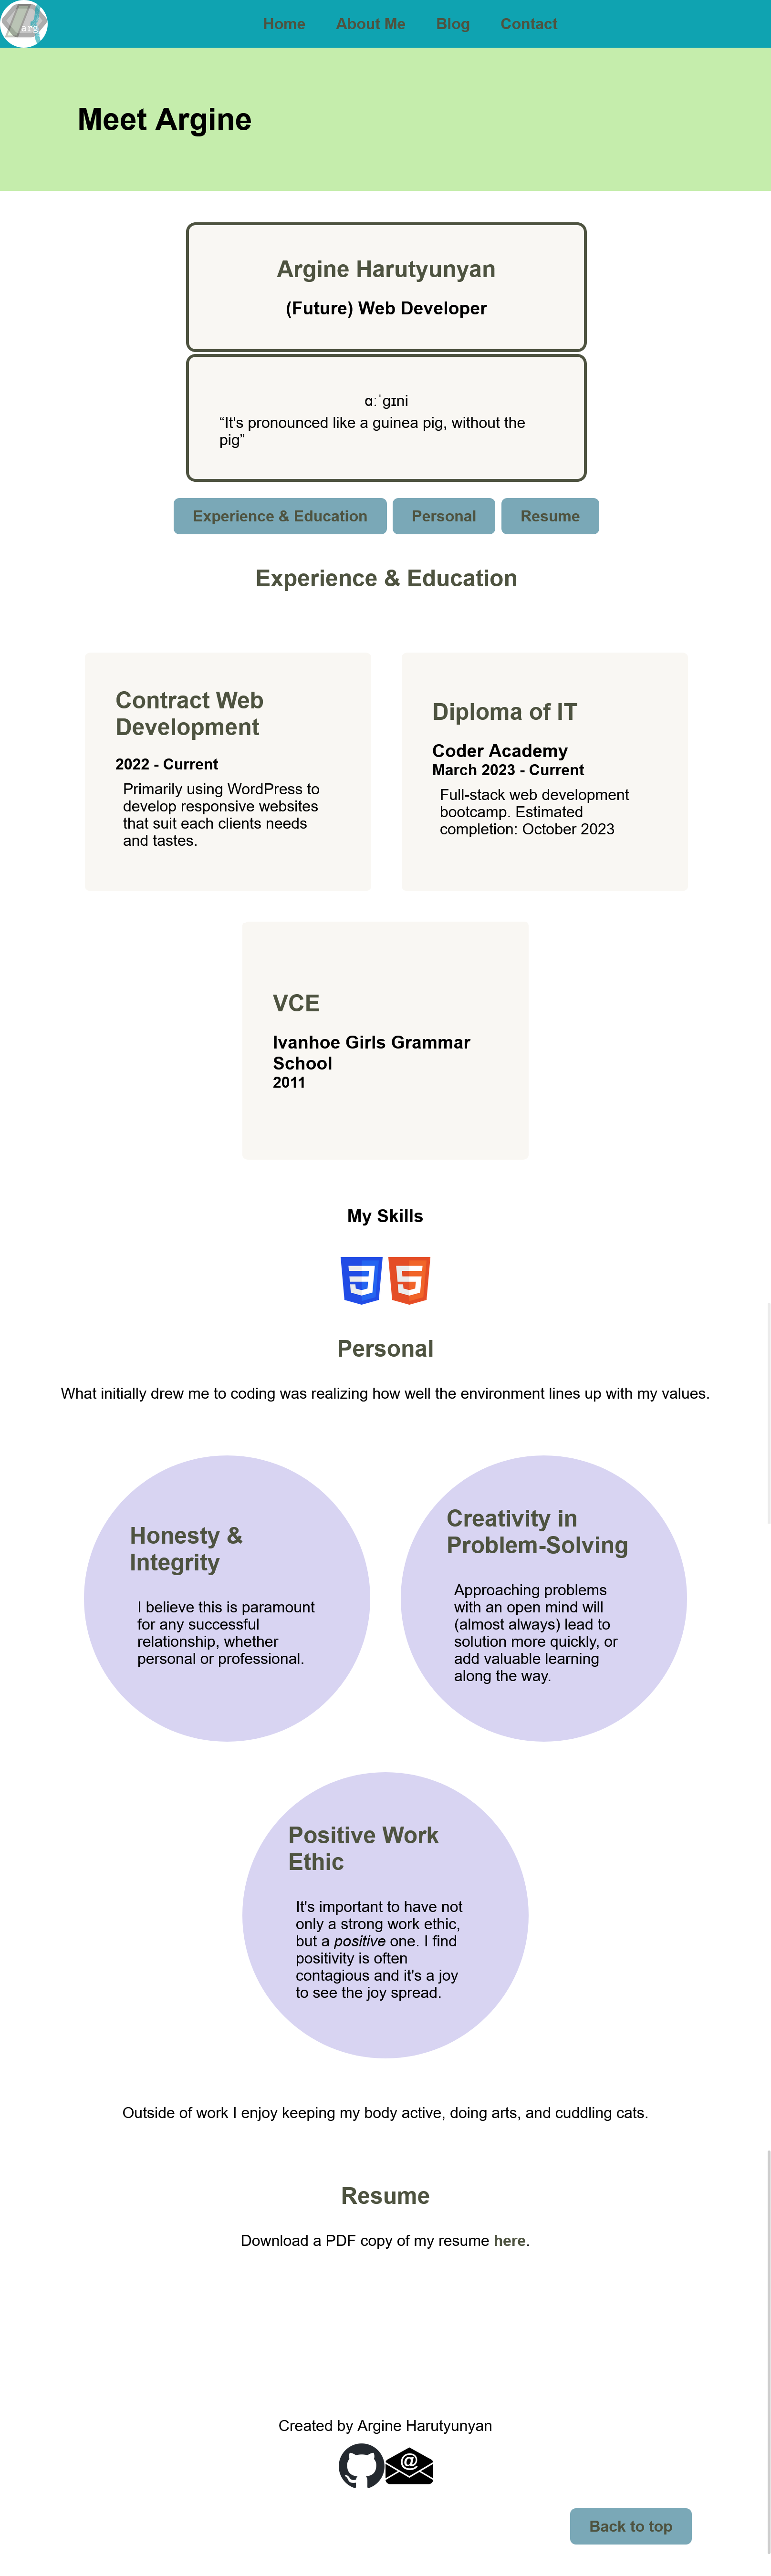 arg
Home About Me Blog Contact
Meet Argine
Argine Harutyunyan
(Future) Web Developer
ɑːˈgɪni
“It's pronounced like a guinea pig, without the
pig”
Experience & Education Personal Resume
Experience & Education
Contract Web
Development
2022 - Current
Primarily using WordPress to
develop responsive websites
that suit each clients needs
and tastes.
Diploma of IT
Coder Academy
March 2023 - Current
Full-stack web development
bootcamp. Estimated
completion: October 2023
VCE
Ivanhoe Girls Grammar
School
2011
My Skills
Personal
What initially drew me to coding was realizing how well the environment lines up with my values.
Honesty &
Integrity
I believe this is paramount
for any successful
relationship, whether
personal or professional.
Creativity in
Problem-Solving
Approaching problems
with an open mind will
(almost always) lead to
solution more quickly, or
add valuable learning
along the way.
Positive Work
Ethic
It's important to have not
only a strong work ethic,
but a positive one. I find
positivity is often
contagious and it's a joy
to see the joy spread.
Outside of work I enjoy keeping my body active, doing arts, and cuddling cats.
Resume
Download a PDF copy of my resume here.
Created by Argine Harutyunyan
@
Back to top